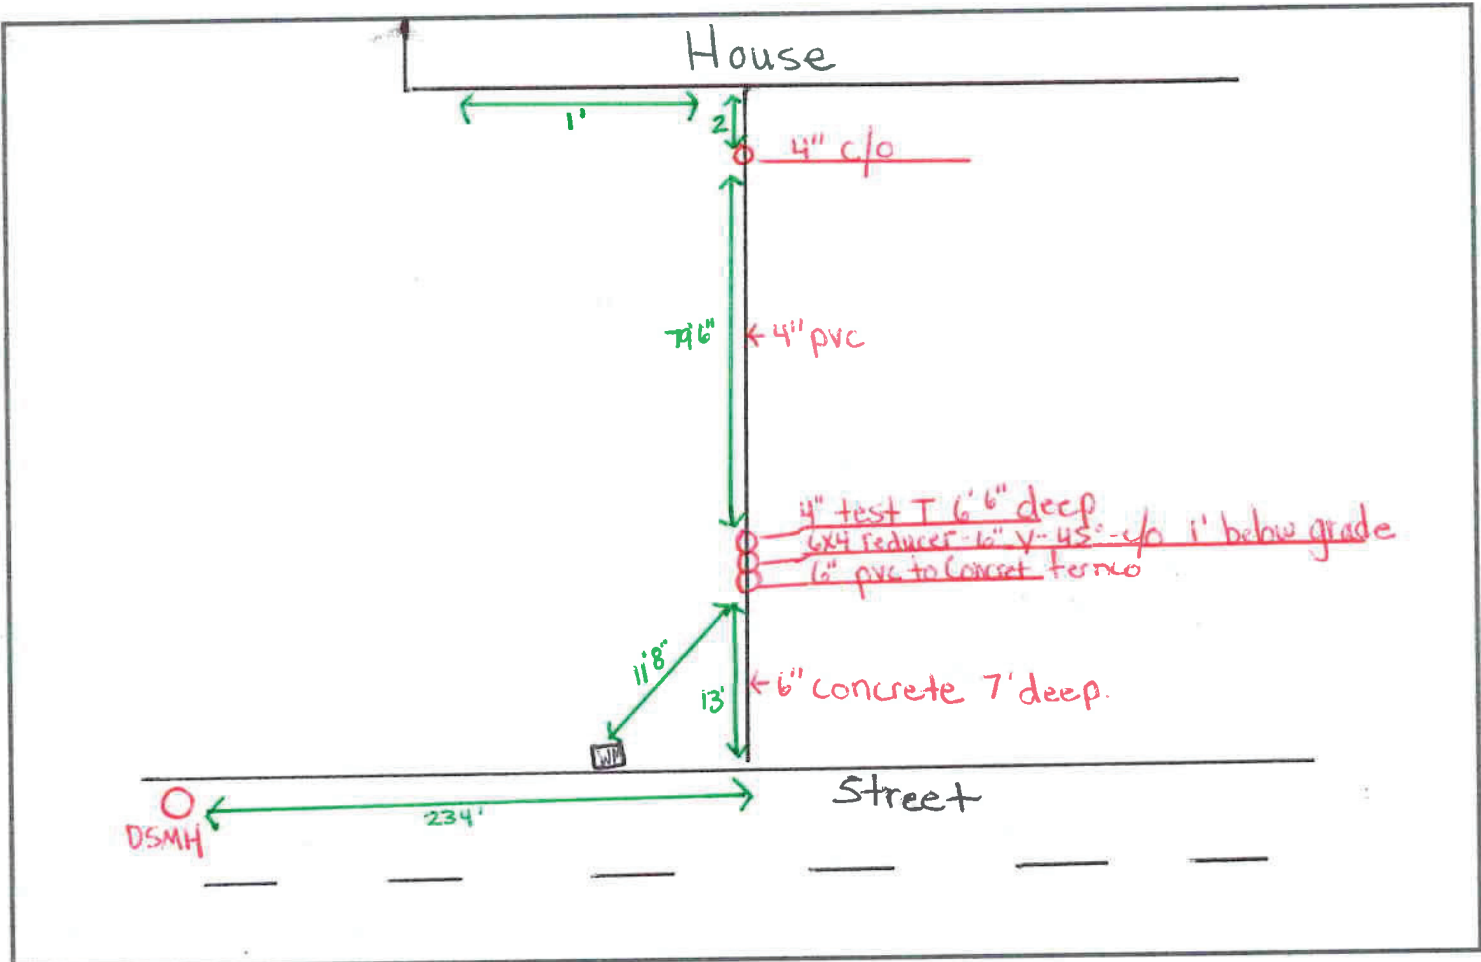 House
1'
2
4" c/o
79'6"
4" pvc
4" test T 6'6" deep
6x4 reducer-6" Y-45°-c/o 1' below grade
6" pvc to Concret fernco
11'8"
13'
6" concrete 7' deep.
WM
Street
234'
DSMH